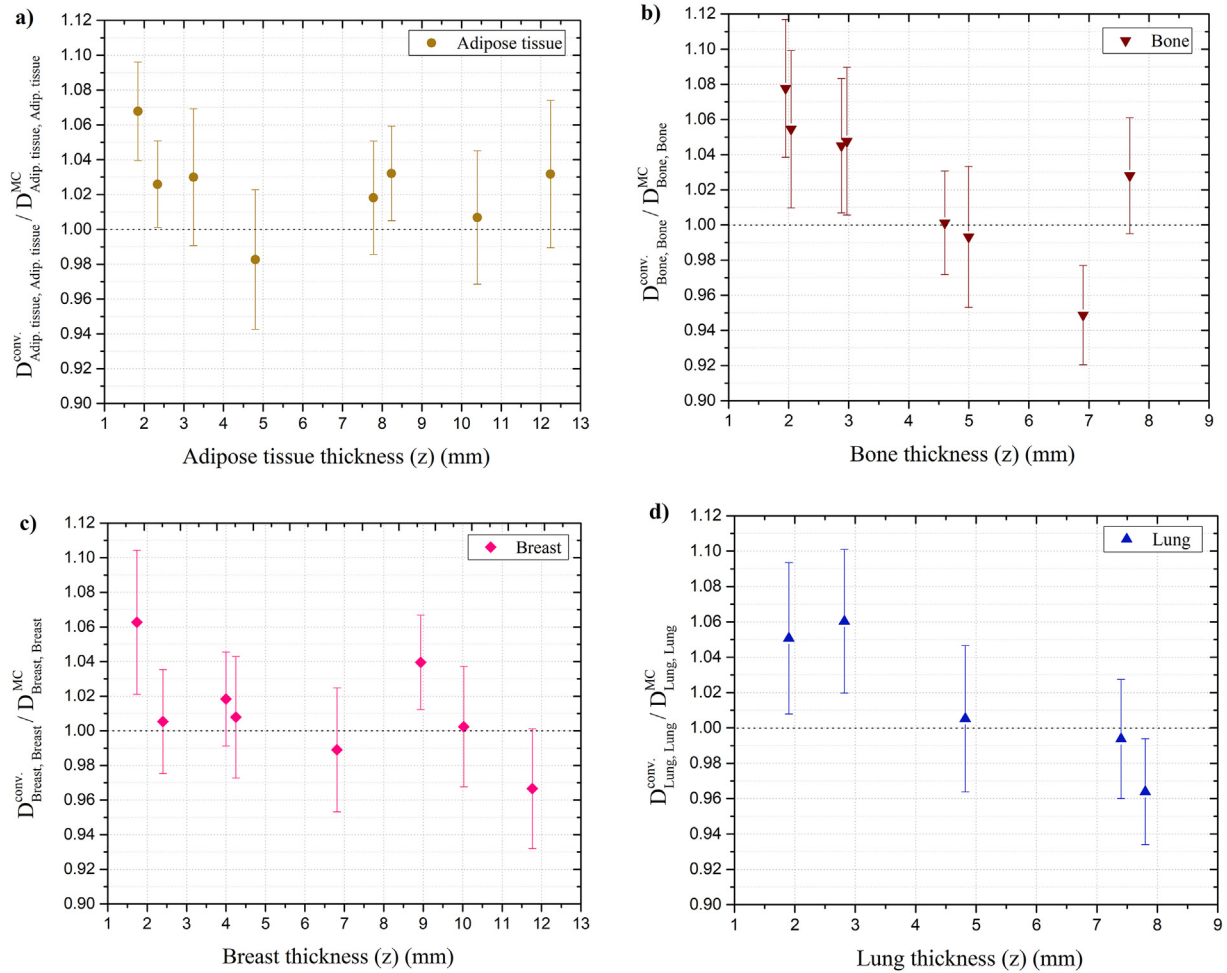 a)
Adipose tissue
1.12
1.10
1.08
1.06
1.04
1.02
1.00
0.98
0.96
0.94
0.92
0.90
1 2 3 4 5 6 7 8 9 10 11 12 13
D^conv._Adip. tissue, Adip. tissue / D^MC_Adip. tissue, Adip. tissue
Adipose tissue thickness (z) (mm)
b)
Bone
1.12
1.10
1.08
1.06
1.04
1.02
1.00
0.98
0.96
0.94
0.92
0.90
1 2 3 4 5 6 7 8 9
D^conv._Bone, Bone / D^MC_Bone, Bone
Bone thickness (z) (mm)
c)
Breast
1.12
1.10
1.08
1.06
1.04
1.02
1.00
0.98
0.96
0.94
0.92
0.90
1 2 3 4 5 6 7 8 9 10 11 12 13
D^conv._Breast, Breast / D^MC_Breast, Breast
Breast thickness (z) (mm)
d)
Lung
1.12
1.10
1.08
1.06
1.04
1.02
1.00
0.98
0.96
0.94
0.92
0.90
1 2 3 4 5 6 7 8 9
D^conv._Lung, Lung / D^MC_Lung, Lung
Lung thickness (z) (mm)